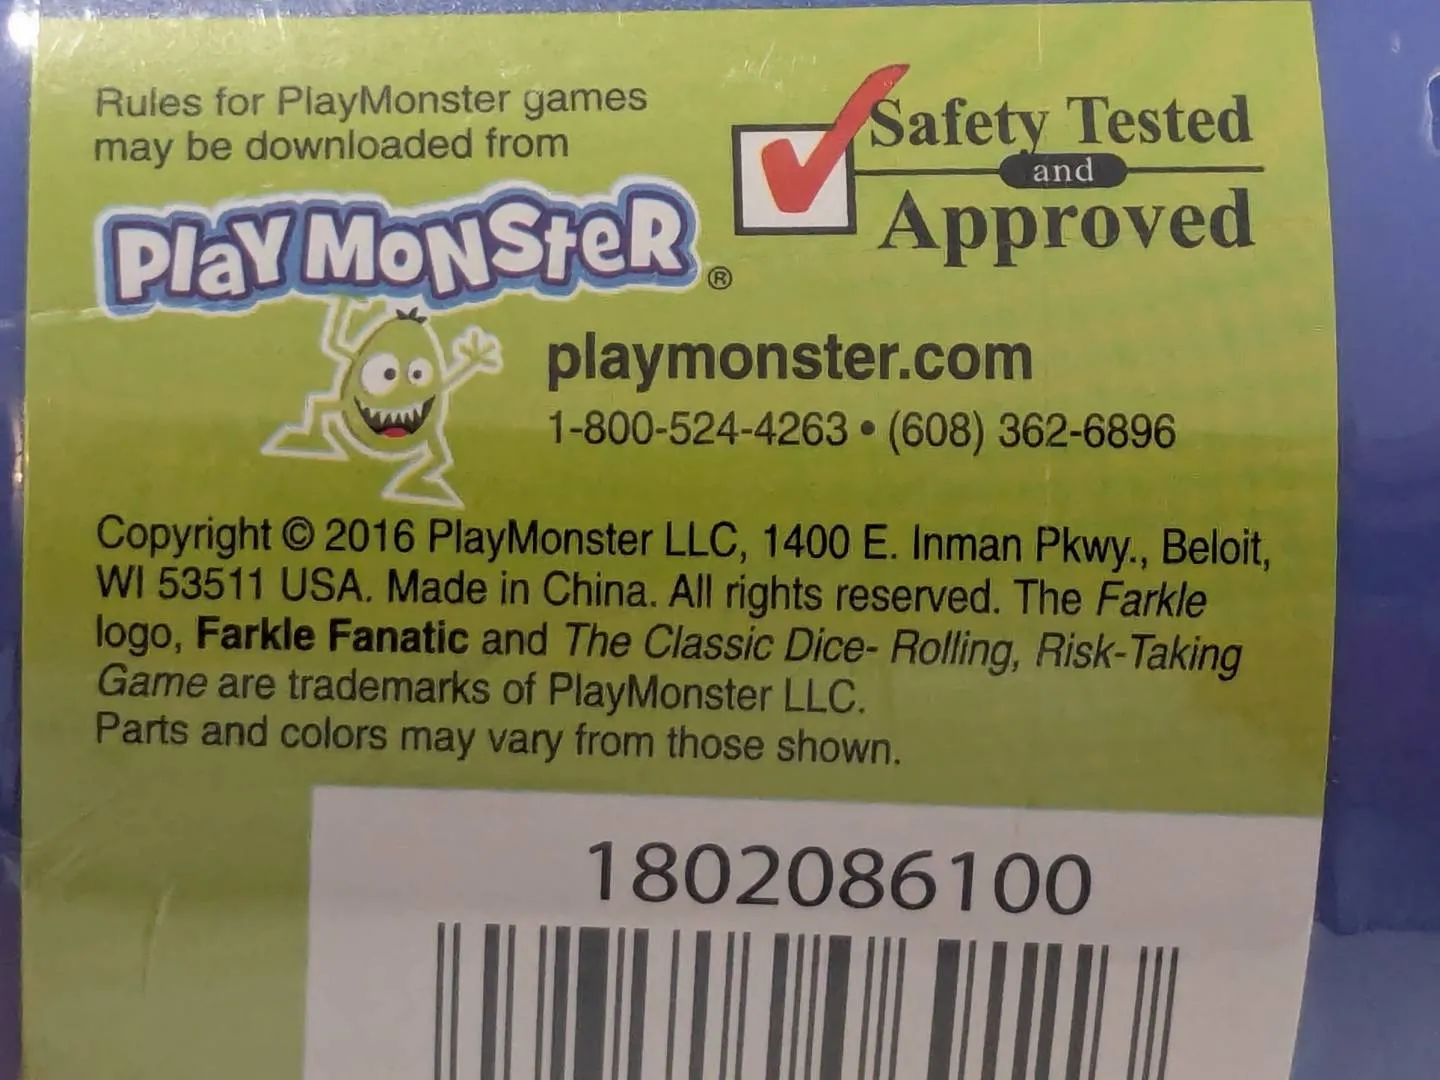 Rules for PlayMonster games
may be downloaded from
PlaY MoNSteR ®
Safety Tested
and
Approved
playmonster.com
1-800-524-4263 • (608) 362-6896
Copyright © 2016 PlayMonster LLC, 1400 E. Inman Pkwy., Beloit,
WI 53511 USA. Made in China. All rights reserved. The Farkle
logo, Farkle Fanatic and The Classic Dice- Rolling, Risk-Taking
Game are trademarks of PlayMonster LLC.
Parts and colors may vary from those shown.
1802086100